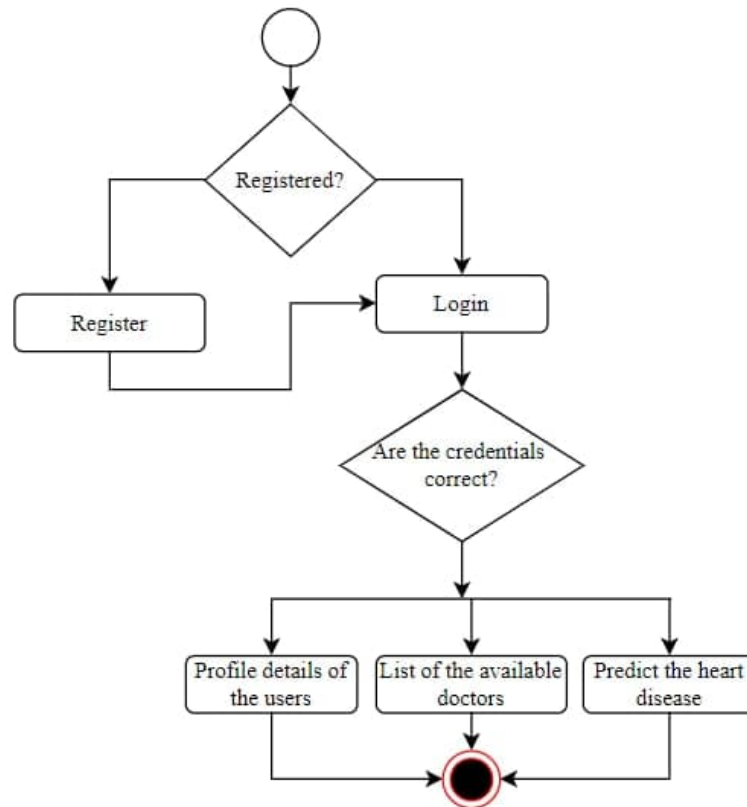 Registered?
Register
Login
Are the credentials
correct?
Profile details of
the users
List of the available
doctors
Predict the heart
disease